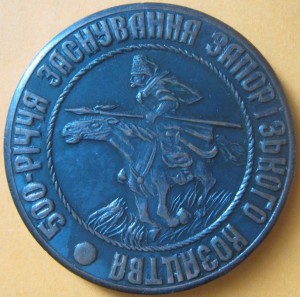 500-РІЧЧЯ ЗАСНУВАННЯ ЗАПОРІЗЬКОГО КОЗАЦТВА